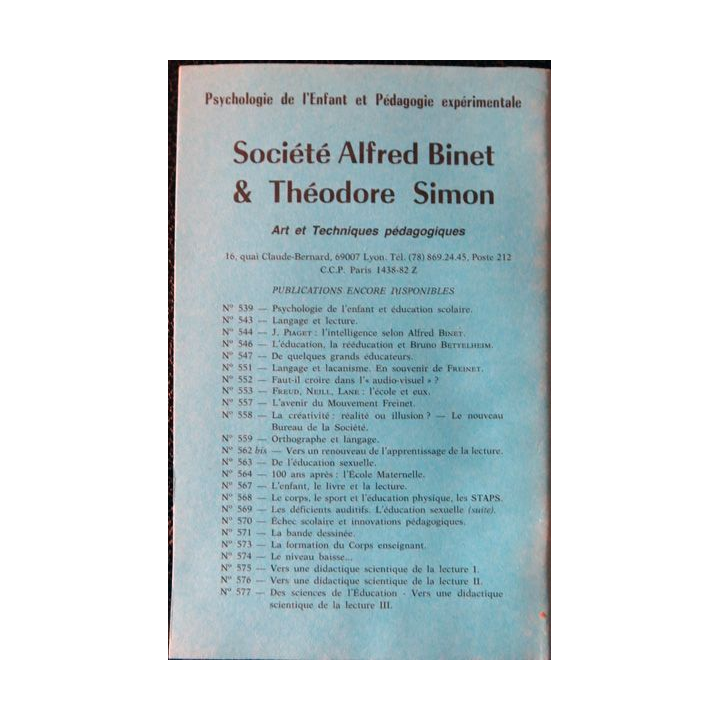 Psychologie de l'Enfant et Pédagogie expérimentale
Société Alfred Binet
& Théodore Simon
Art et Techniques pédagogiques
16, quai Claude-Bernard, 69007 Lyon. Tél. (78).869.24.45, Poste 212
C.C.P. Paris 1438-82 Z
PUBLICATIONS ENCORE DISPONIBLES
N° 539 — Psychologie de l'enfant et éducation scolaire.
N° 543 — Langage et lecture.
N° 544 — J. PIAGET : l'intelligence selon Alfred BINET.
N° 546 — L'éducation, la rééducation et Bruno BETTELHEIM.
N° 547 — De quelques grands éducateurs.
N° 551 — Langage et lacanisme. En souvenir de FREINET.
N° 552 — Faut-il croire dans l'« audio-visuel » ?
N° 553 — FREUD, NEILL, LANE : l'école et eux.
N° 557 — L'avenir du Mouvement Freinet.
N° 558 — La créativité : réalité ou illusion ? — Le nouveau
Bureau de la Société.
N° 559 — Orthographe et langage.
N° 562 bis — Vers un renouveau de l'apprentissage de la lecture.
N° 563 — De l'éducation sexuelle.
N° 564 — 100 ans après : l'École Maternelle.
N° 567 — L'enfant, le livre et la lecture.
N° 568 — Le corps, le sport et l'éducation physique, les STAPS.
N° 569 — Les déficients auditifs. L'éducation sexuelle (suite).
N° 570 — Échec scolaire et innovations pédagogiques.
N° 571 — La bande dessinée.
N° 573 — La formation du Corps enseignant.
N° 574 — Le niveau baisse...
N° 575 — Vers une didactique scientique de la lecture I.
N° 576 — Vers une didactique scientique de la lecture II.
N° 577 — Des sciences de l'Éducation - Vers une didactique
scientique de la lecture III.